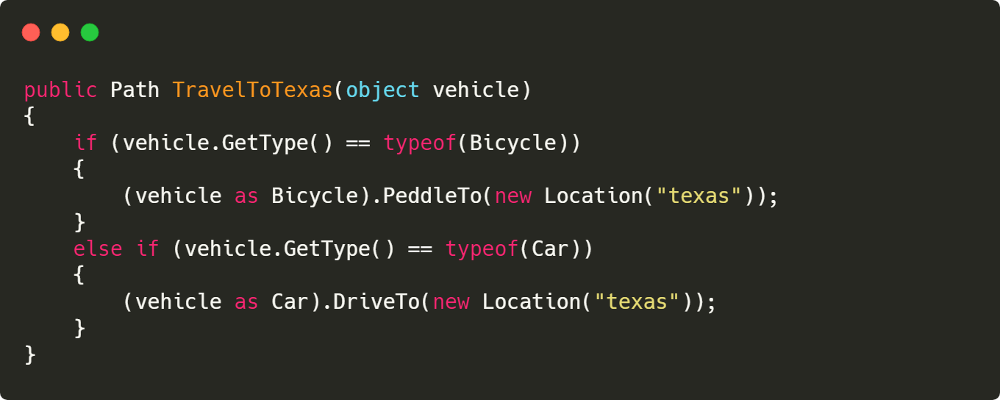 public Path TravelToTexas(object vehicle)
{
    if (vehicle.GetType() == typeof(Bicycle))
    {
        (vehicle as Bicycle).PeddleTo(new Location("texas"));
    }
    else if (vehicle.GetType() == typeof(Car))
    {
        (vehicle as Car).DriveTo(new Location("texas"));
    }
}